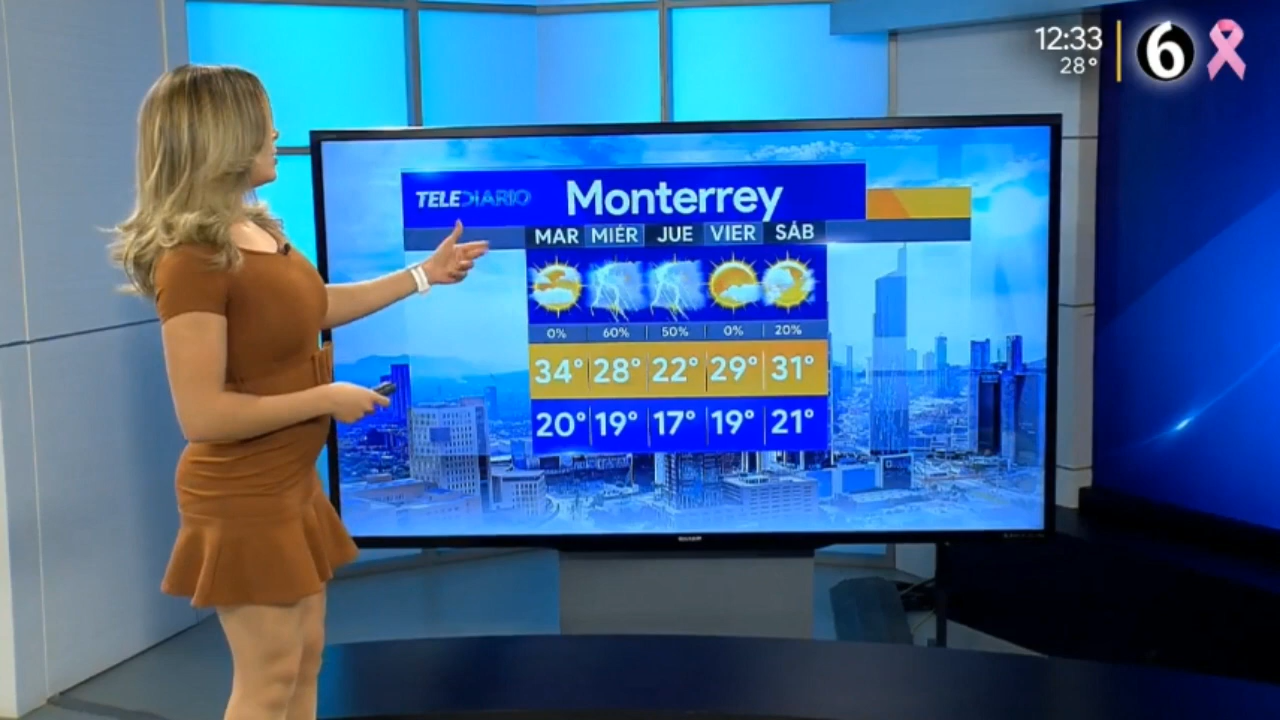 12:33
28°
6
TELEDIARIO
Monterrey
MAR MIÉR JUE VIER SÁB
0% 60% 50% 0% 20%
34° 28° 22° 29° 31°
20° 19° 17° 19° 21°
SHARP